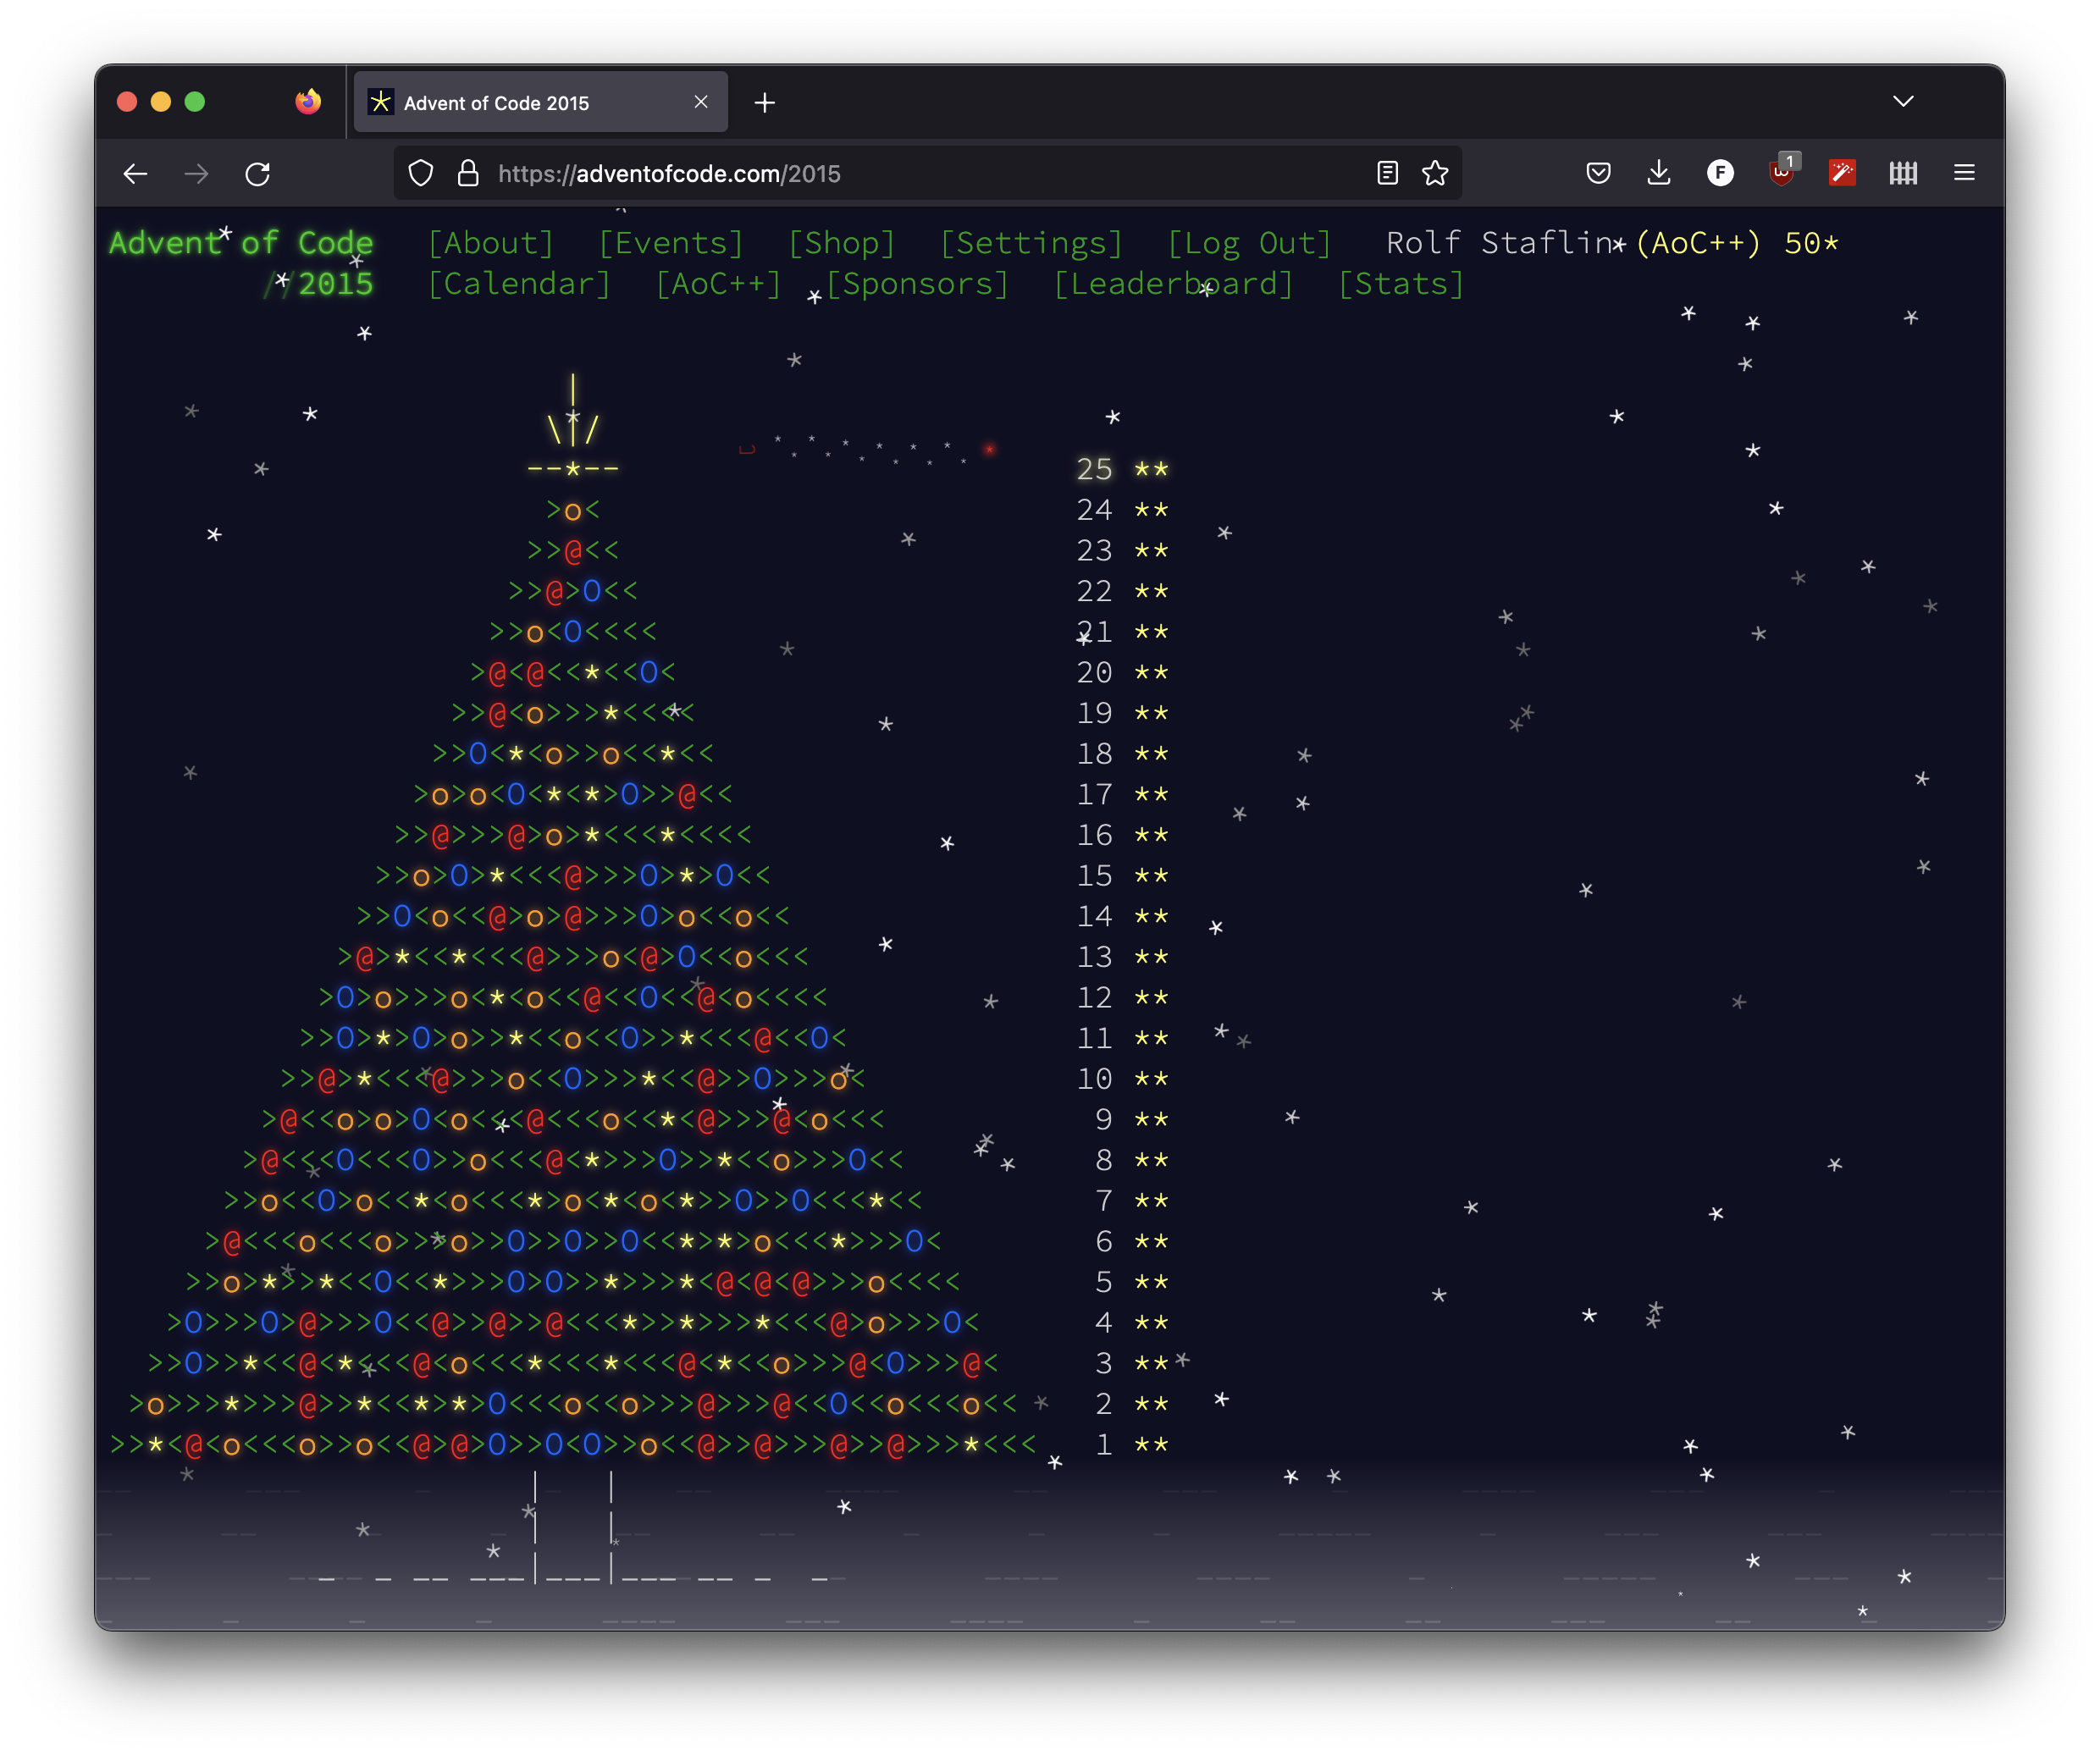 Advent of Code 2015
https://adventofcode.com/2015
1
Advent of Code [About] [Events] [Shop] [Settings] [Log Out] Rolf Staflin (AoC++) 50*
//2015 [Calendar] [AoC++] [Sponsors] [Leaderboard] [Stats]
|
\|/
--*-- 25 **
>o< 24 **
>>@<< 23 **
>>@>O<< 22 **
>>o<O<<<< 21 **
>@<@<<*<<O< 20 **
>>@<o>>>*<<<< 19 **
>>O<*<o>>o<<*<< 18 **
>o>o<O<*<*>O>>@<< 17 **
>>@>>>@>o>*<<<*<<<< 16 **
>>o>O>*<<<@>>>O>*>O<< 15 **
>>O<o<<@>o>@>>>O>o<<o<< 14 **
>@>*<<*<<<@>>>o<@>O<<o<<< 13 **
>O>o>>>o>*<o<<@<<O<<@<o<<<< 12 **
>>O>*>O>o>>*<<o<<O>>*<<<@<<O< 11 **
>>@>*<<<@>>>o<<O>>>*<<@>>O>>>o< 10 **
>@<<o>o>O<o<<<@<<<o<<*<@>>>@<o<<< 9 **
>@<<<O<<<O>>o<<<@<*>>>O>>*<<o>>>O<< 8 **
>>o<<O>o<<*<o<<<*>o<*<o<*>>O>>O<<<*<< 7 **
>@<<<o<<<o>>>o>>O>>O>>O<<*>*>o<<<*>>>O< 6 **
>>o>*>>*<<O<<*>>>O>O>>*>>>*<@<@<@>>>o<<<< 5 **
>O>>>O>@>>>O<<@>>@>>@<<<*>>*>>>*<<<@>o>>>O< 4 **
>>O>>*<<@<*<<<@<o<<<*<<<*<<<@<*<<o>>>@<O>>>@< 3 **
>o>>>*>>>@>>*<<*>*>O<<<o<<o>>>@>>>@<<O<<o<<<o<< 2 **
>>*<@<o<<<o>>o<<@>@>O>>O<O>>o<<@>>@>>>@>>@>>>*<<< 1 **